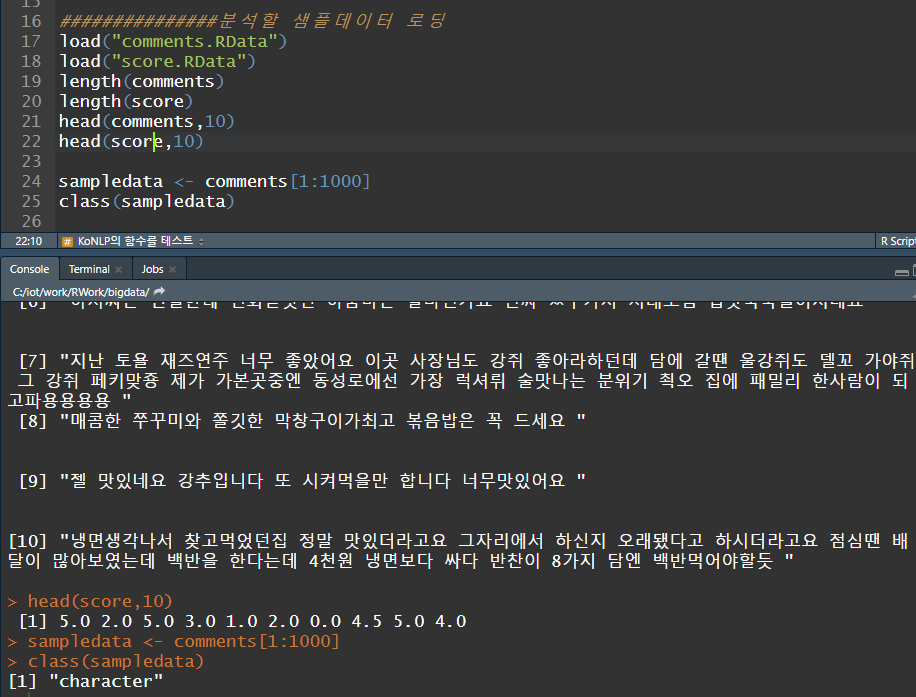 15
16 ###############분석할 샘플데이터 로딩
17 load("comments.RData")
18 load("score.RData")
19 length(comments)
20 length(score)
21 head(comments,10)
22 head(score,10)
23
24 sampledata <- comments[1:1000]
25 class(sampledata)
26
22:10 # KoNLP의 함수를 테스트 R Script
Console Terminal Jobs
C:/iot/work/RWork/bigdata/
[7] "지난 토욜 재즈연주 너무 좋았어요 이곳 사장님도 강쥐 좋아라하던데 담에 갈땐 울강쥐도 델꼬 가야쥐
그 강쥐 페키맞죵 제가 가본곳중엔 동성로에선 가장 럭셔뤼 술맛나는 분위기 쵝오 집에 패밀리 한사람이 되
고파용용용용 "
[8] "매콤한 쭈꾸미와 쫄깃한 막창구이가최고 볶음밥은 꼭 드세요 "
[9] "젤 맛있네요 강추입니다 또 시켜먹을만 합니다 너무맛있어요 "
[10] "냉면생각나서 찾고먹었던집 정말 맛있더라고요 그자리에서 하신지 오래됐다고 하시더라고요 점심땐 배
달이 많아보였는데 백반을 한다는데 4천원 냉면보다 싸다 반찬이 8가지 담엔 백반먹어야할듯 "
> head(score,10)
[1] 5.0 2.0 5.0 3.0 1.0 2.0 0.0 4.5 5.0 4.0
> sampledata <- comments[1:1000]
> class(sampledata)
[1] "character"